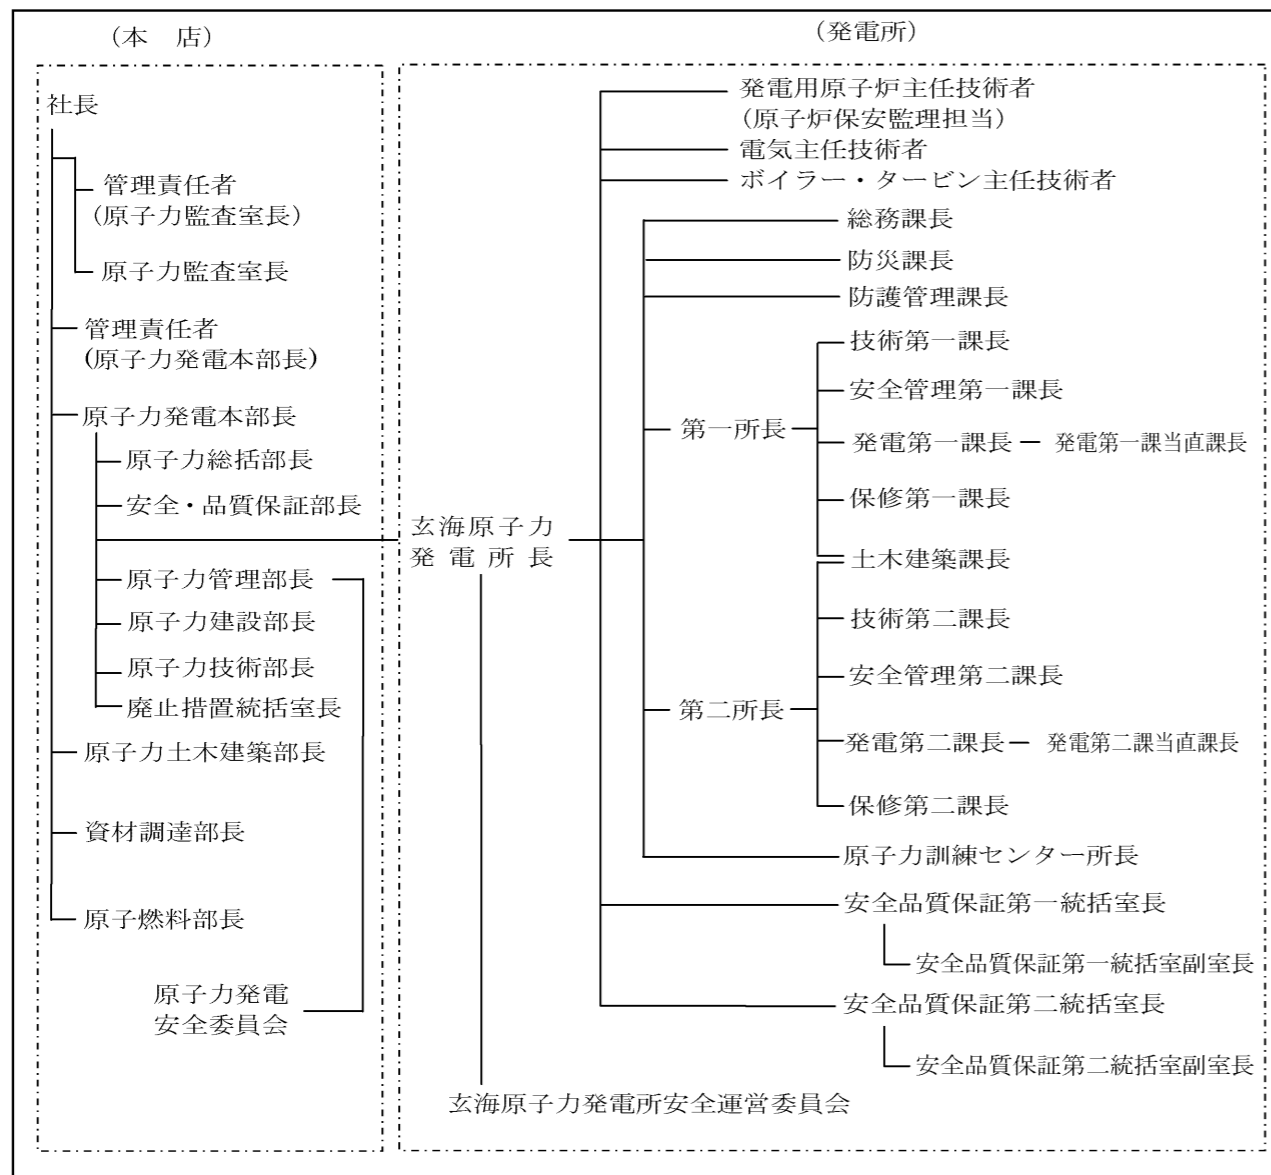 （本　店）
社長
管理責任者
（原子力監査室長）
原子力監査室長
管理責任者
(原子力発電本部長)
原子力発電本部長
原子力総括部長
安全・品質保証部長
原子力管理部長
原子力建設部長
原子力技術部長
廃止措置統括室長
原子力土木建築部長
資材調達部長
原子燃料部長
原子力発電
安全委員会
（発電所）
玄海原子力
発 電 所 長
発電用原子炉主任技術者
（原子炉保安監理担当）
電気主任技術者
ボイラー・タービン主任技術者
総務課長
防災課長
防護管理課長
第一所長
技術第一課長
安全管理第一課長
発電第一課長 ― 発電第一課当直課長
保修第一課長
土木建築課長
第二所長
技術第二課長
安全管理第二課長
発電第二課長 ― 発電第二課当直課長
保修第二課長
原子力訓練センター所長
安全品質保証第一統括室長
安全品質保証第一統括室副室長
安全品質保証第二統括室長
安全品質保証第二統括室副室長
玄海原子力発電所安全運営委員会